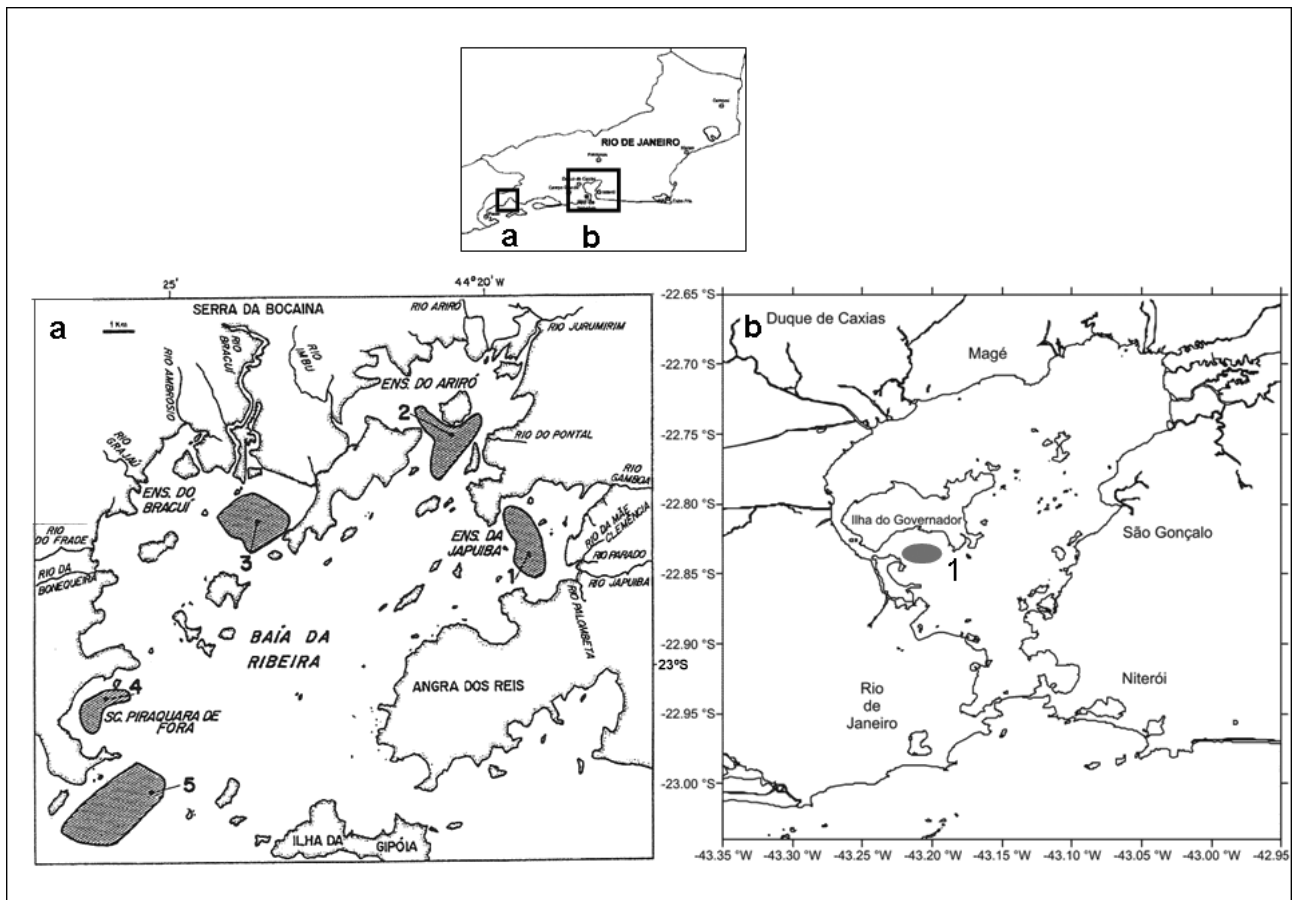 RIO DE JANEIRO
a
b
25'
44° 20' W
a
1 Km
SERRA DA BOCAINA
RIO ARIRÓ
RIO JURUMIRIM
RIO
BRACUÍ
RIO
IMBU
RIO AMBROSIO
ENS. DO ARIRÓ
2
RIO DO PONTAL
RIO
GRAJAÚ
RIO
GAMBOA
ENS. DO
BRACUÍ
RIO DA MÃE
CLEMÊNCIA
ENS. DA
JAPUIBA
RIO
DO FRADE
3
RIO PARADO
1
RIO JAPUIBA
RIO DA
BONEQUEIRA
RIO PALOMBETA
BAÍA DA
RIBEIRA
23°S
ANGRA DOS REIS
4
SC. PIRAQUARA DE
FORA
5
ILHA DA
GIPÓIA
b
-22.65 °S
-22.70 °S
-22.75 °S
-22.80 °S
-22.85 °S
-22.90 °S
-22.95 °S
-23.00 °S
Duque de Caxias
Magé
Ilha do Governador
São Gonçalo
1
Niterói
Rio
de
Janeiro
-43.35 °W
-43.30 °W
-43.25 °W
-43.20 °W
-43.15 °W
-43.10 °W
-43.05 °W
-43.00 °W
-42.95 °W